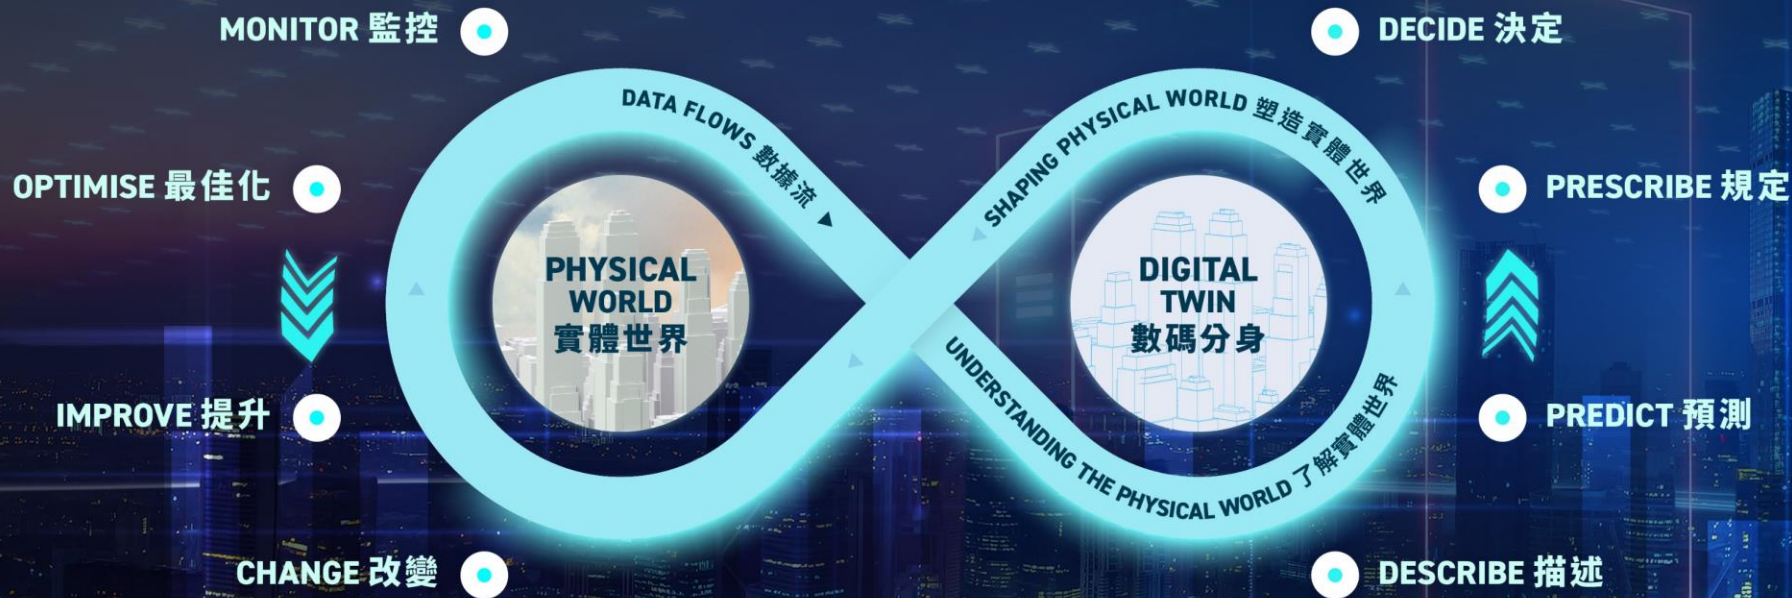 MONITOR 監控
DECIDE 決定
OPTIMISE 最佳化
PRESCRIBE 規定
IMPROVE 提升
PREDICT 預測
CHANGE 改變
DESCRIBE 描述
DATA FLOWS 數據流
SHAPING PHYSICAL WORLD 塑造實體世界
UNDERSTANDING THE PHYSICAL WORLD 了解實體世界
PHYSICAL
WORLD
實體世界
DIGITAL
TWIN
數碼分身